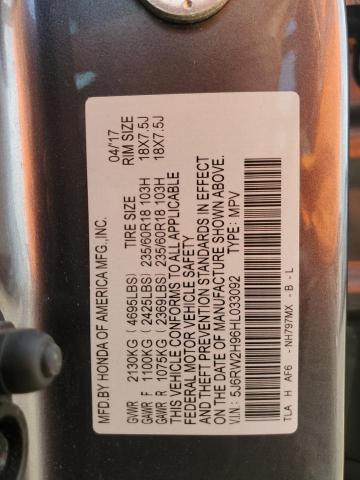 MFD.BY HONDA OF AMERICA MFG.,INC. 04/17
TIRE SIZE RIM SIZE
GVWR 2130KG (4695LBS)
GAWR F 1100KG (2425LBS) 235/60R18 103H 18X7.5J
GAWR R 1075KG (2369LBS) 235/60R18 103H 18X7.5J
THIS VEHICLE CONFORMS TO ALL APPLICABLE
FEDERAL MOTOR VEHICLE SAFETY
AND THEFT PREVENTION STANDARDS IN EFFECT
ON THE DATE OF MANUFACTURE SHOWN ABOVE.
V.I.N: 5J6RW2H96HL033092 TYPE: MPV
TLA H AF6 - NH797MX - B - L